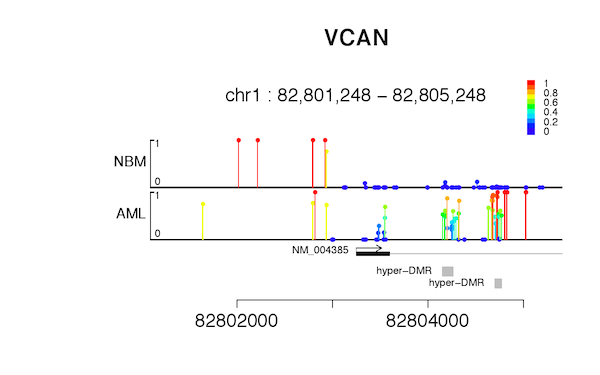 VCAN
chr1 : 82,801,248 − 82,805,248
1
0.8
0.6
0.4
0.2
0
NBM
1
0
AML
1
0
NM_004385
hyper−DMR
hyper−DMR
82802000
82804000